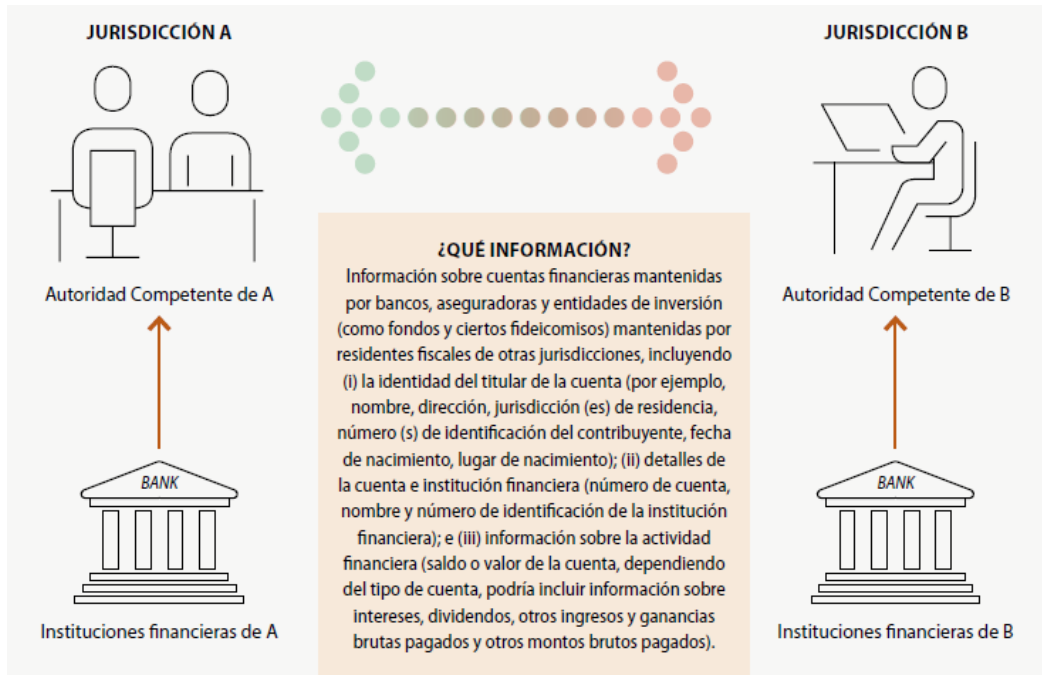 JURISDICCIÓN A
JURISDICCIÓN B
Autoridad Competente de A
Autoridad Competente de B
¿QUÉ INFORMACIÓN?
Información sobre cuentas financieras mantenidas
por bancos, aseguradoras y entidades de inversión
(como fondos y ciertos fideicomisos) mantenidas por
residentes fiscales de otras jurisdicciones, incluyendo
(i) la identidad del titular de la cuenta (por ejemplo,
nombre, dirección, jurisdicción (es) de residencia,
número (s) de identificación del contribuyente, fecha
de nacimiento, lugar de nacimiento); (ii) detalles de
la cuenta e institución financiera (número de cuenta,
nombre y número de identificación de la institución
financiera); e (iii) información sobre la actividad
financiera (saldo o valor de la cuenta, dependiendo
del tipo de cuenta, podría incluir información sobre
intereses, dividendos, otros ingresos y ganancias
brutas pagados y otros montos brutos pagados).
BANK
BANK
Instituciones financieras de A
Instituciones financieras de B